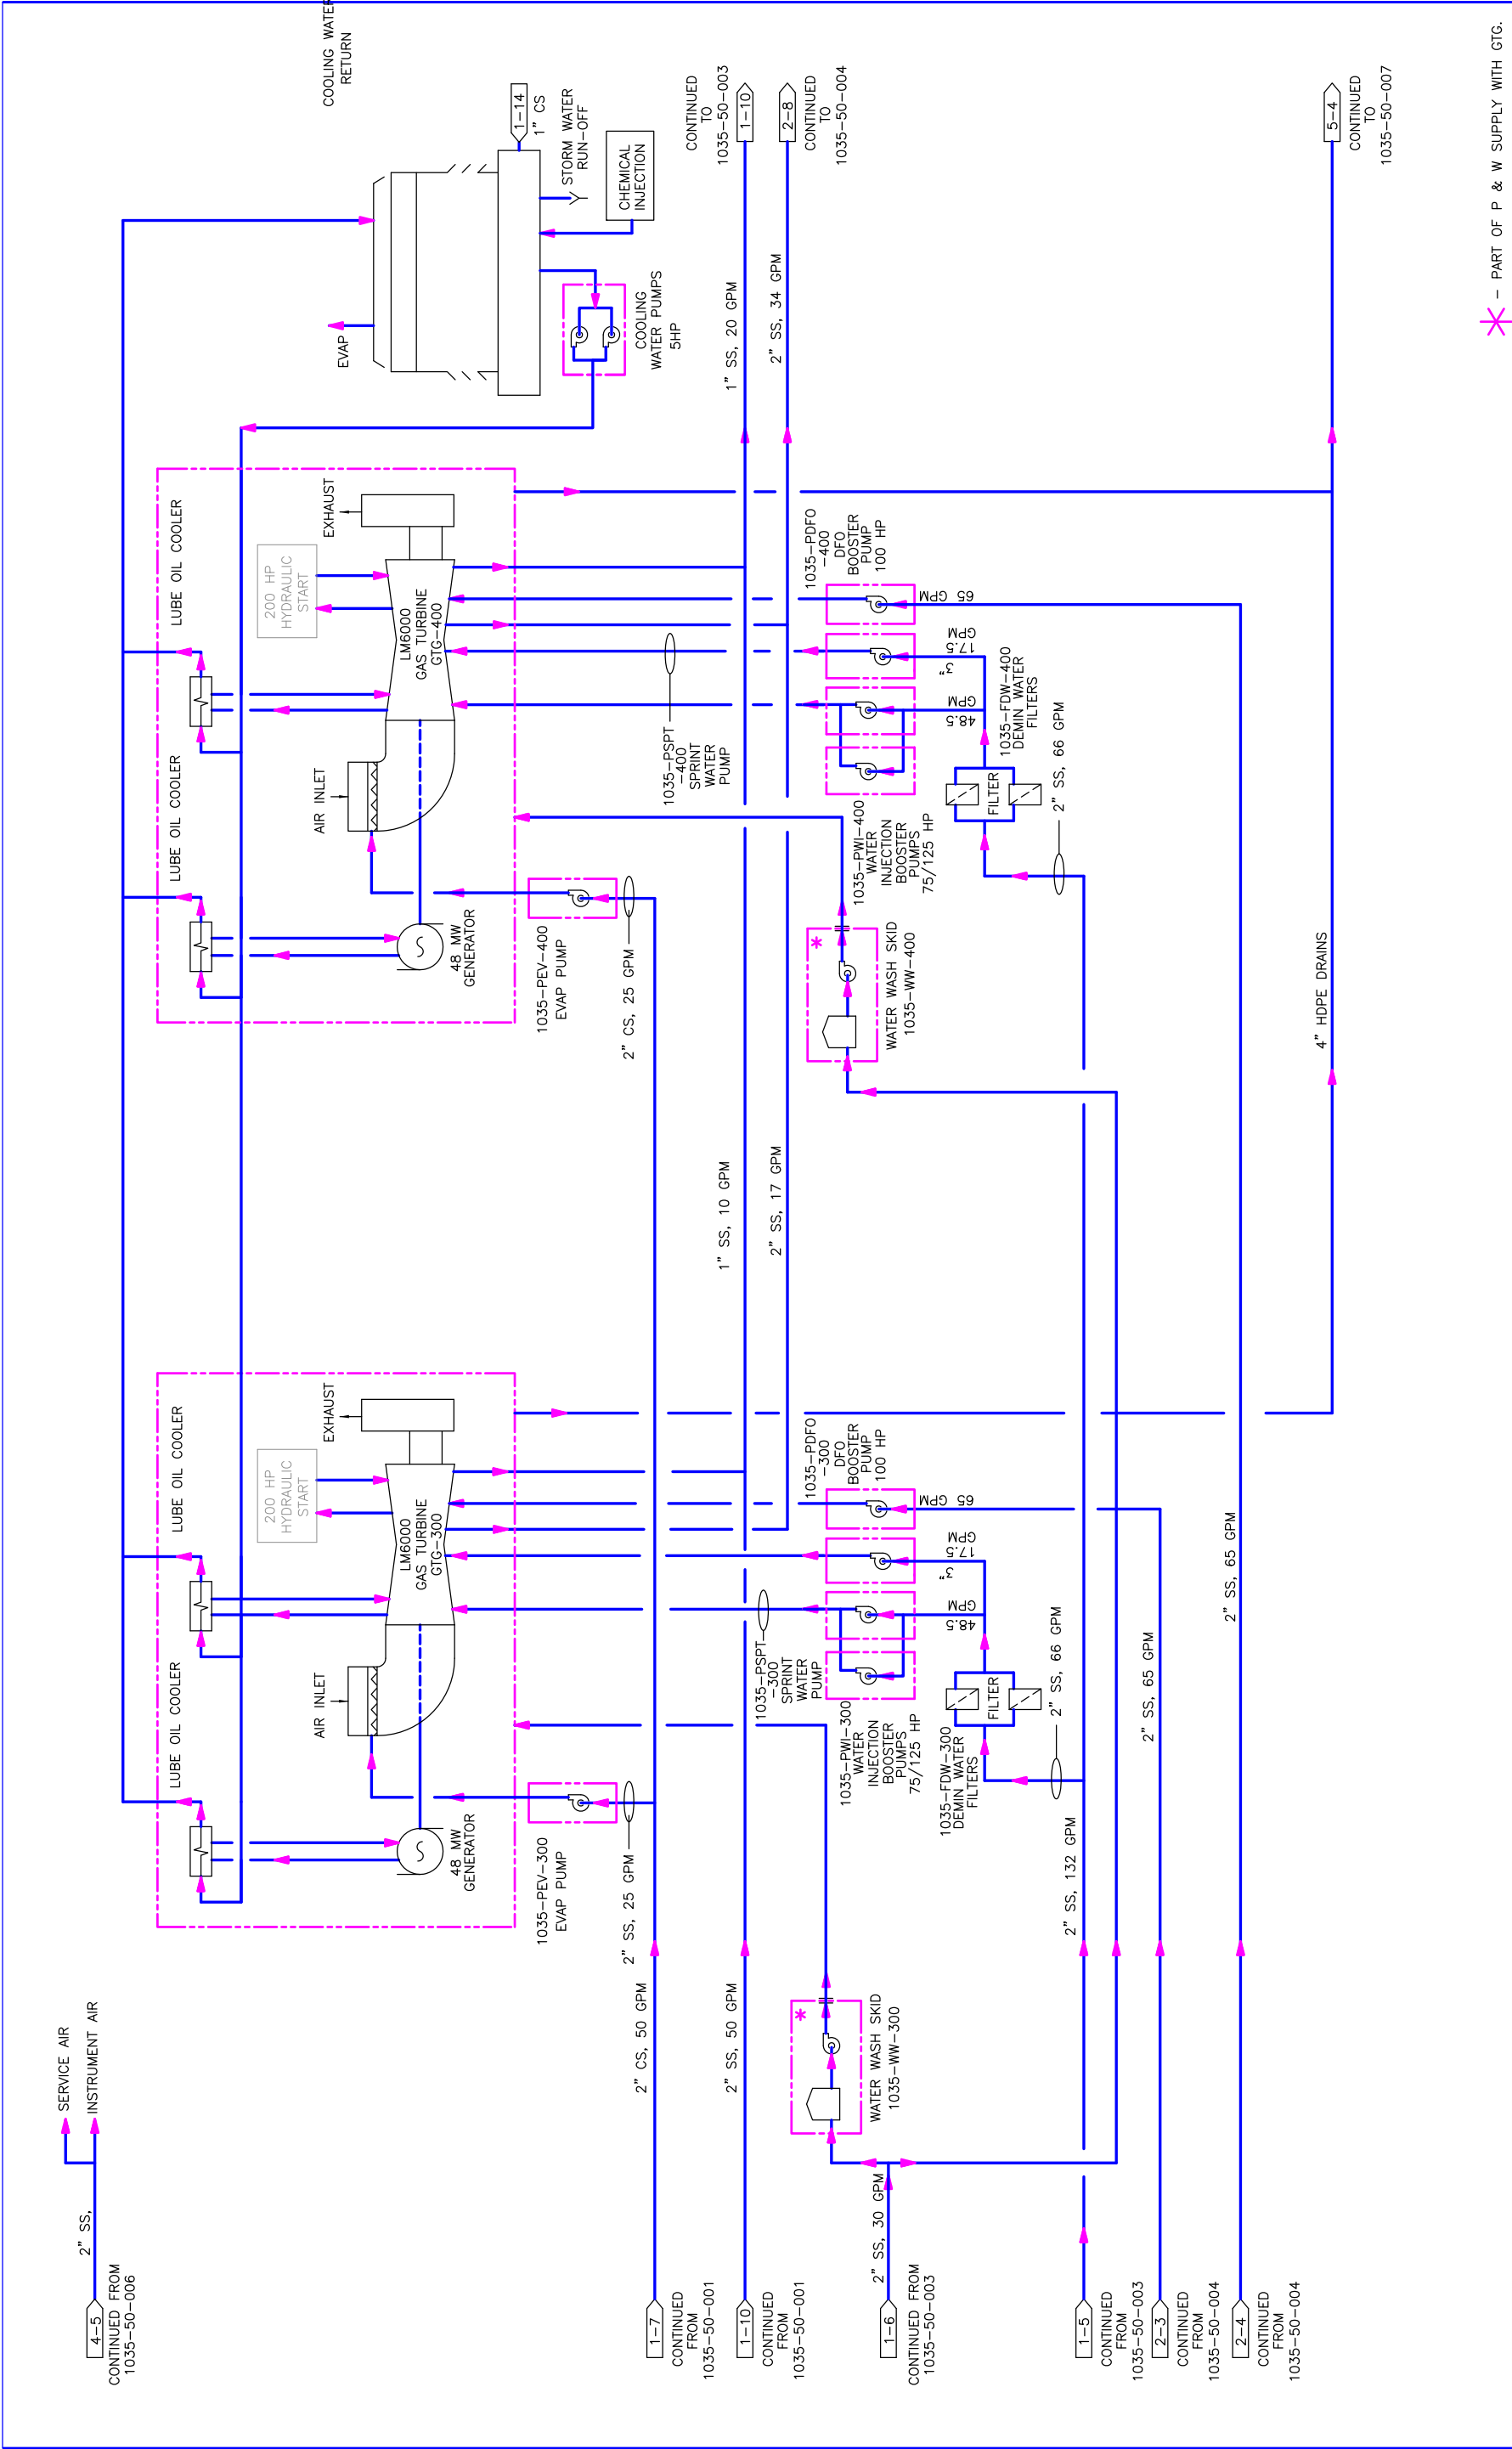 COOLING WATER
RETURN
SERVICE AIR
INSTRUMENT AIR
2" SS,
4-5
CONTINUED FROM
1035-50-006
LUBE OIL COOLER
LUBE OIL COOLER
200 HP
HYDRAULIC
START
EXHAUST
AIR INLET
LM6000
GAS TURBINE
GTG-300
48 MW
GENERATOR
1035-PEV-300
EVAP PUMP
2" SS, 25 GPM
LUBE OIL COOLER
LUBE OIL COOLER
200 HP
HYDRAULIC
START
EXHAUST
AIR INLET
LM6000
GAS TURBINE
GTG-400
48 MW
GENERATOR
1035-PEV-400
EVAP PUMP
2" CS, 25 GPM
EVAP
1-14
1" CS
STORM WATER
RUN-OFF
CHEMICAL
INJECTION
COOLING
WATER PUMPS
5HP
2" CS, 50 GPM
1-7
CONTINUED
FROM
1035-50-001
2" SS, 50 GPM
1-10
CONTINUED
FROM
1035-50-001
1" SS, 10 GPM
2" SS, 17 GPM
1" SS, 20 GPM
2" SS, 34 GPM
CONTINUED
TO
1035-50-003
1-10
2-8
CONTINUED
TO
1035-50-004
1035-PSPT
-300
SPRINT
WATER
PUMP
1035-PDFO
-300
DFO
BOOSTER
PUMP
100 HP
1035-PWI-300
WATER
INJECTION
BOOSTER
PUMPS
75/125 HP
48.5
GPM
3"
17.5
GPM
65 GPM
1035-FDW-300
DEMIN WATER
FILTERS
FILTER
2" SS, 66 GPM
1035-PSPT
-400
SPRINT
WATER
PUMP
1035-PDFO
-400
DFO
BOOSTER
PUMP
100 HP
1035-PWI-400
WATER
INJECTION
BOOSTER
PUMPS
75/125 HP
48.5
GPM
3"
17.5
GPM
65 GPM
1035-FDW-400
DEMIN WATER
FILTERS
FILTER
2" SS, 66 GPM
*
WATER WASH SKID
1035-WW-300
*
WATER WASH SKID
1035-WW-400
2" SS, 30 GPM
1-6
CONTINUED FROM
1035-50-003
2" SS, 132 GPM
1-5
CONTINUED
FROM
1035-50-003
2" SS, 65 GPM
2-3
CONTINUED
FROM
1035-50-004
2" SS, 65 GPM
2-4
CONTINUED
FROM
1035-50-004
4" HDPE DRAINS
5-4
CONTINUED
TO
1035-50-007
* - PART OF P & W SUPPLY WITH GTG.